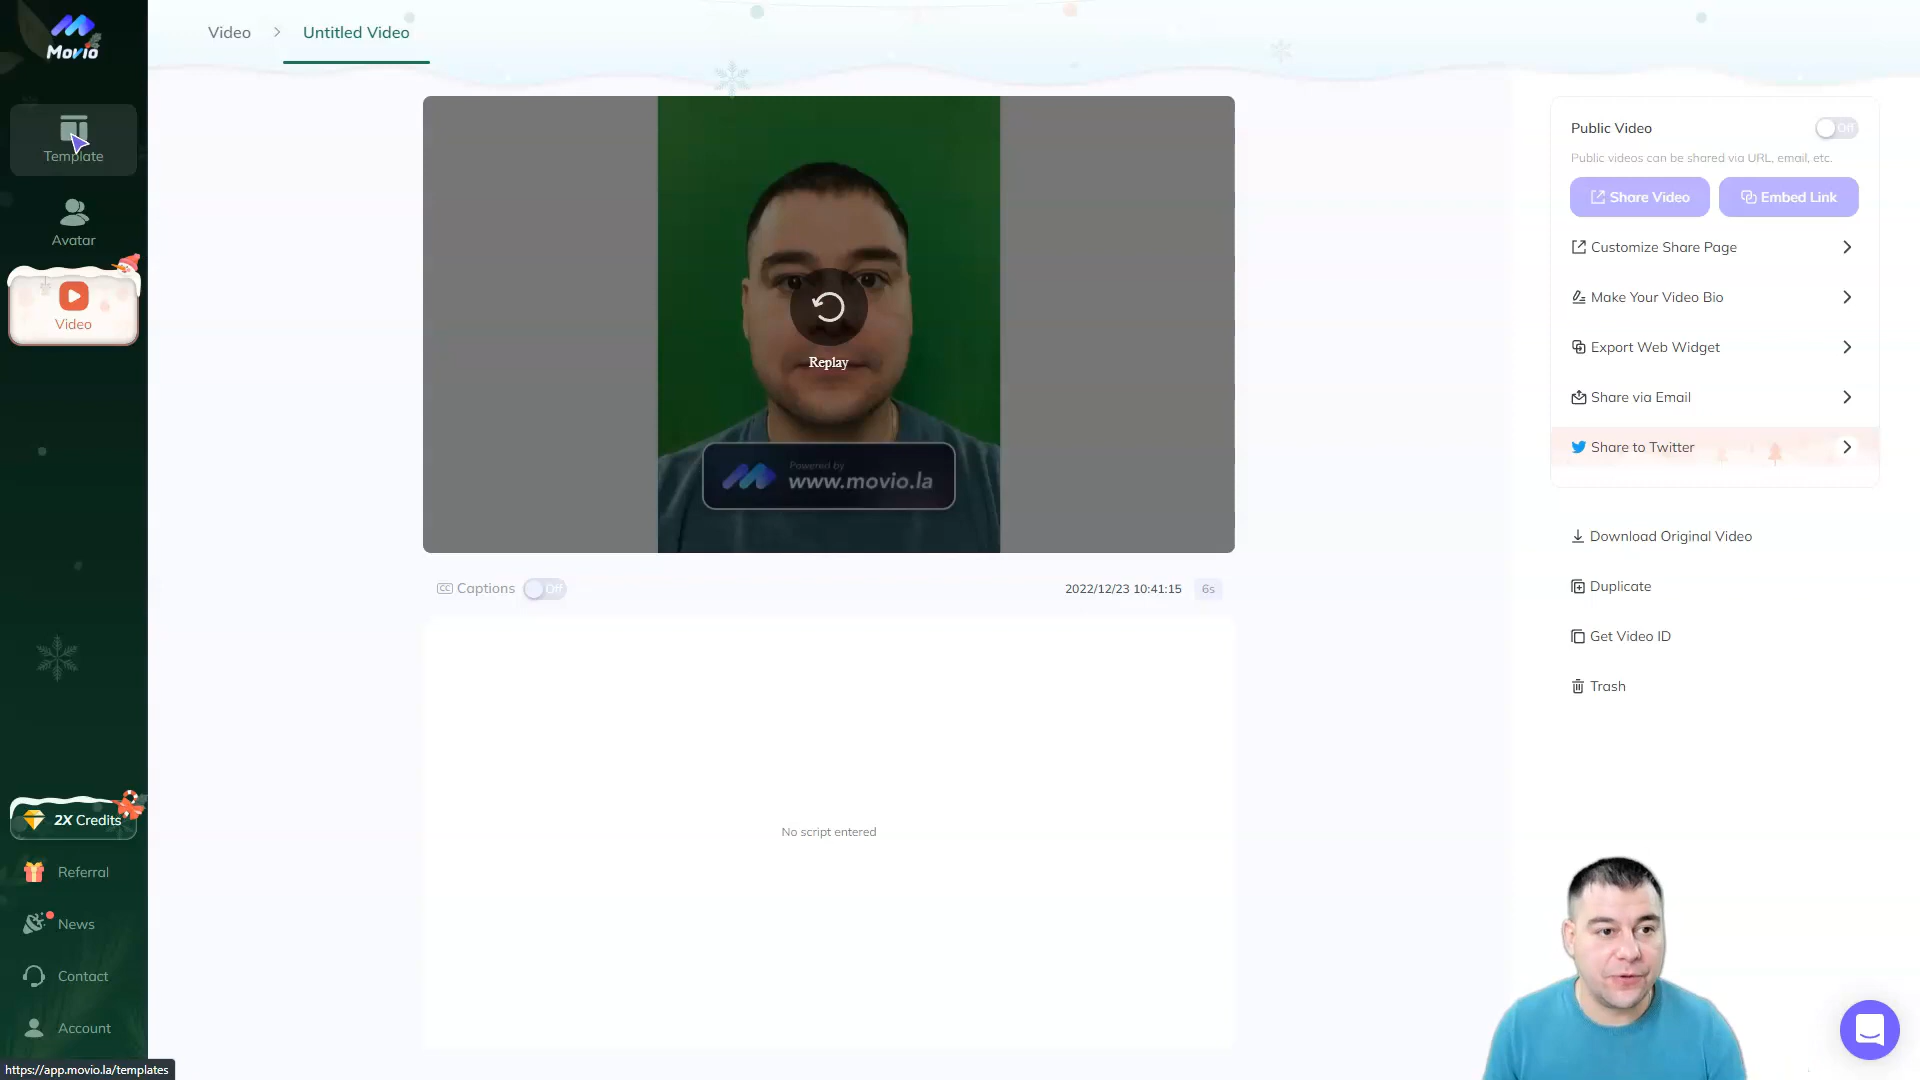 Movio
Template
Avatar
Video
2X Credits
Referral
News
Contact
Account
https://app.movio.la/templates
Video
Untitled Video
Replay
Powered by
www.movio.la
CC Captions
Off
2022/12/23 10:41:15
6s
No script entered
Public Video
Off
Public videos can be shared via URL, email, etc.
Share Video
Embed Link
Customize Share Page
Make Your Video Bio
Export Web Widget
Share via Email
Share to Twitter
Download Original Video
Duplicate
Get Video ID
Trash